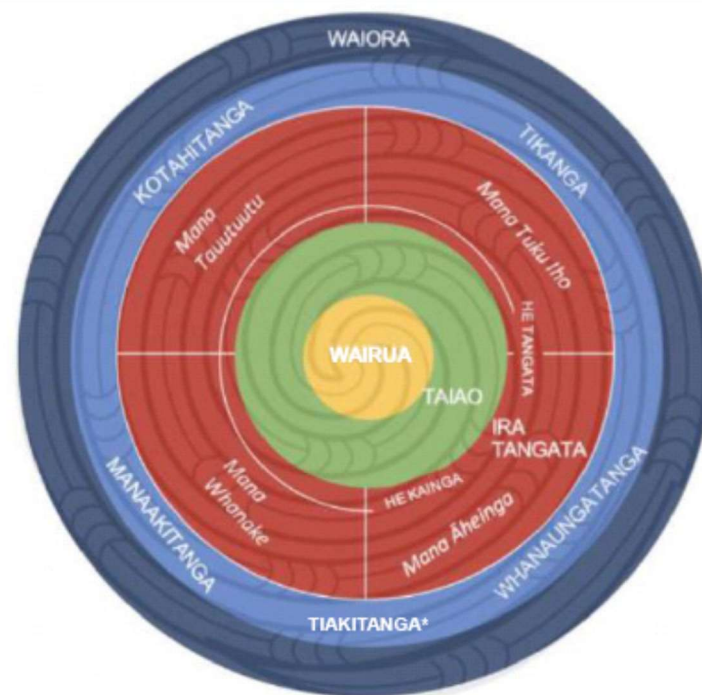 WAIORA
KOTAHITANGA
TIKANGA
Mana
Tauutuutu
Mana Tuku Iho
HE TANGATA
WAIRUA
TAIAO
IRA
TANGATA
HE KAINGA
Mana
Whanake
Mana Āheinga
MANAAKITANGA
WHANAUNGATANGA
TIAKITANGA*